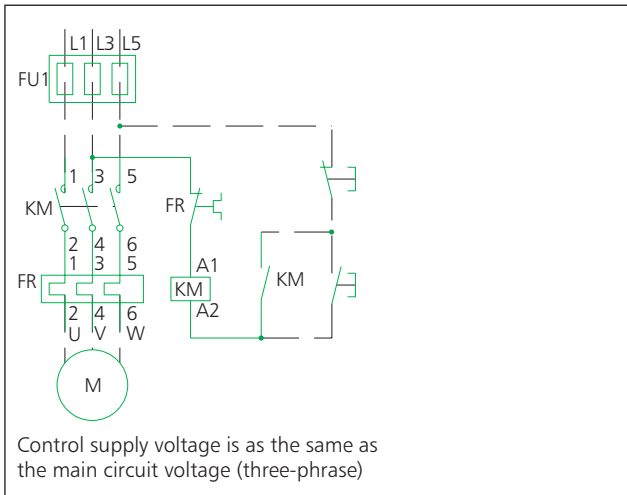 L1 L3 L5
FU1
1 3 5
KM
FR
2 4 6
1 3 5
FR
A1
KM
KM
A2
2 4 6
U V W
M
Control supply voltage is as the same as
the main circuit voltage (three-phrase)